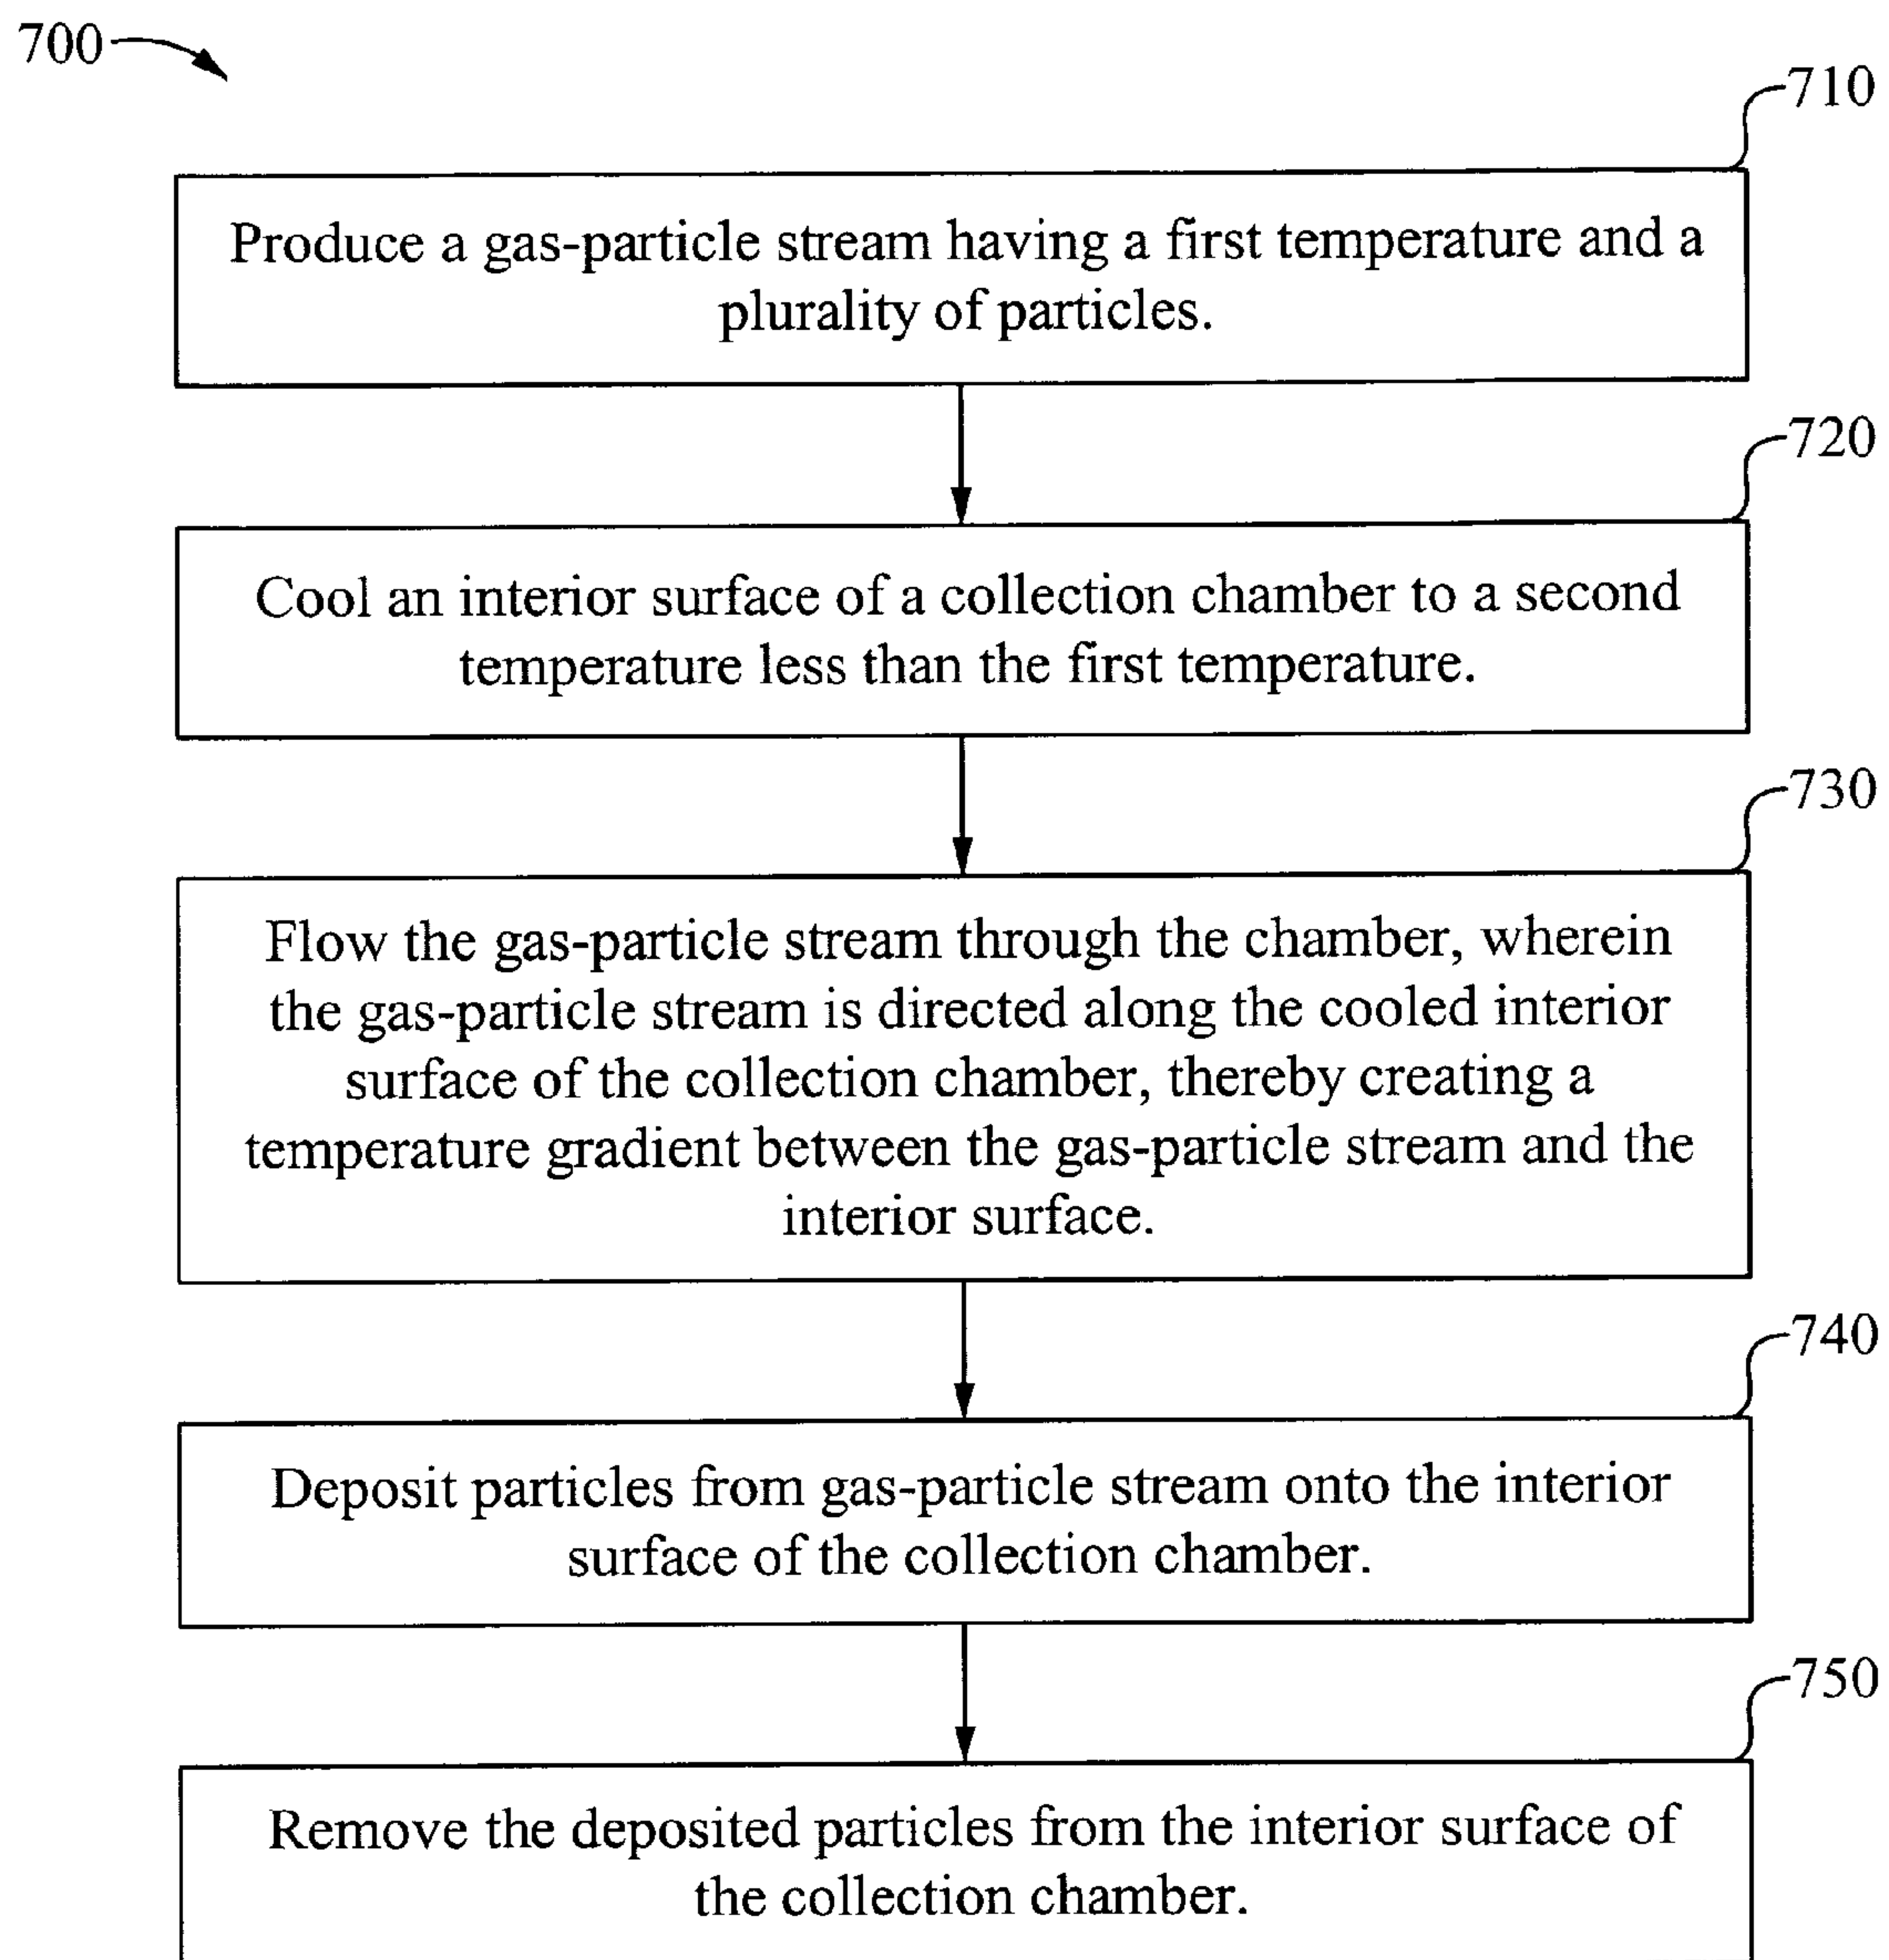 700
710
Produce a gas-particle stream having a first temperature and a
plurality of particles.
720
Cool an interior surface of a collection chamber to a second
temperature less than the first temperature.
730
Flow the gas-particle stream through the chamber, wherein
the gas-particle stream is directed along the cooled interior
surface of the collection chamber, thereby creating a
temperature gradient between the gas-particle stream and the
interior surface.
740
Deposit particles from gas-particle stream onto the interior
surface of the collection chamber.
750
Remove the deposited particles from the interior surface of
the collection chamber.